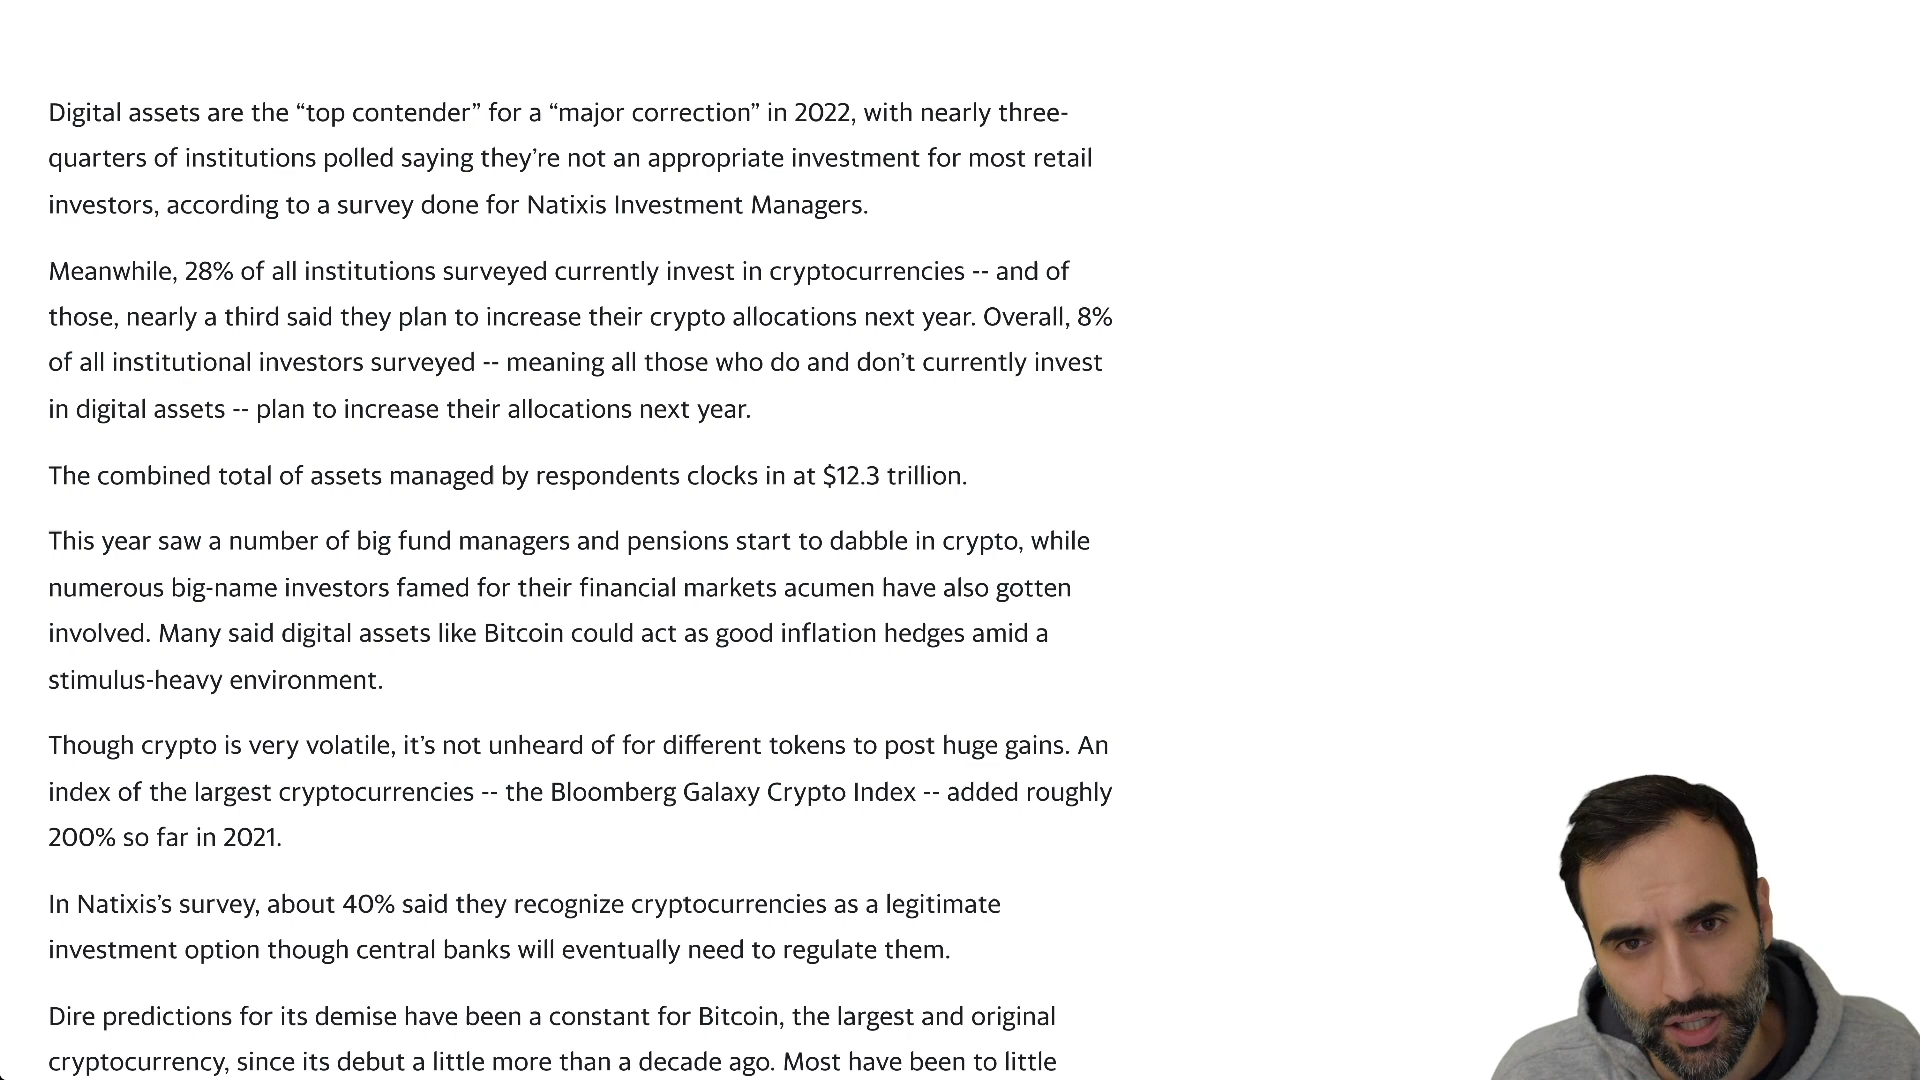 Digital assets are the “top contender” for a “major correction” in 2022, with nearly three-
quarters of institutions polled saying they’re not an appropriate investment for most retail
investors, according to a survey done for Natixis Investment Managers.
Meanwhile, 28% of all institutions surveyed currently invest in cryptocurrencies -- and of
those, nearly a third said they plan to increase their crypto allocations next year. Overall, 8%
of all institutional investors surveyed -- meaning all those who do and don’t currently invest
in digital assets -- plan to increase their allocations next year.
The combined total of assets managed by respondents clocks in at $12.3 trillion.
This year saw a number of big fund managers and pensions start to dabble in crypto, while
numerous big-name investors famed for their financial markets acumen have also gotten
involved. Many said digital assets like Bitcoin could act as good inflation hedges amid a
stimulus-heavy environment.
Though crypto is very volatile, it’s not unheard of for different tokens to post huge gains. An
index of the largest cryptocurrencies -- the Bloomberg Galaxy Crypto Index -- added roughly
200% so far in 2021.
In Natixis’s survey, about 40% said they recognize cryptocurrencies as a legitimate
investment option though central banks will eventually need to regulate them.
Dire predictions for its demise have been a constant for Bitcoin, the largest and original
cryptocurrency, since its debut a little more than a decade ago. Most have been to little